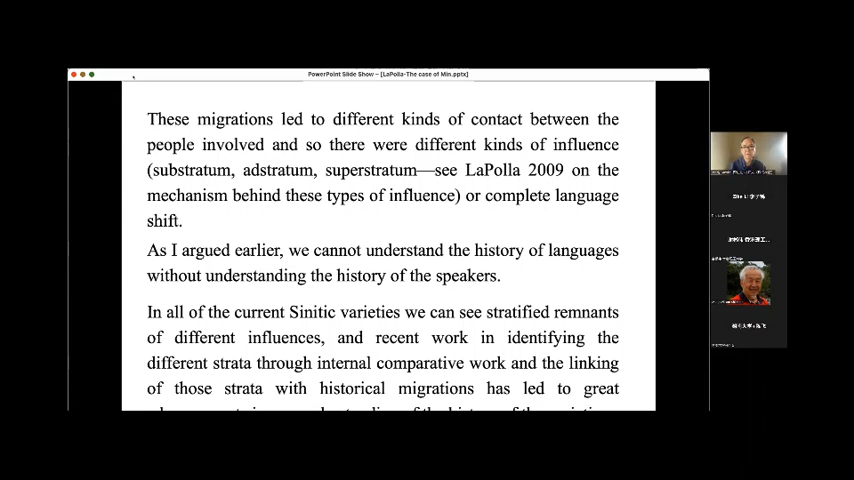 PowerPoint Slide Show – [LaPolla-The case of Min.pptx]
These migrations led to different kinds of contact between the
people involved and so there were different kinds of influence
(substratum, adstratum, superstratum—see LaPolla 2009 on the
mechanism behind these types of influence) or complete language
shift.
As I argued earlier, we cannot understand the history of languages
without understanding the history of the speakers.
In all of the current Sinitic varieties we can see stratified remnants
of different influences, and recent work in identifying the
different strata through internal comparative work and the linking
of those strata with historical migrations has led to great